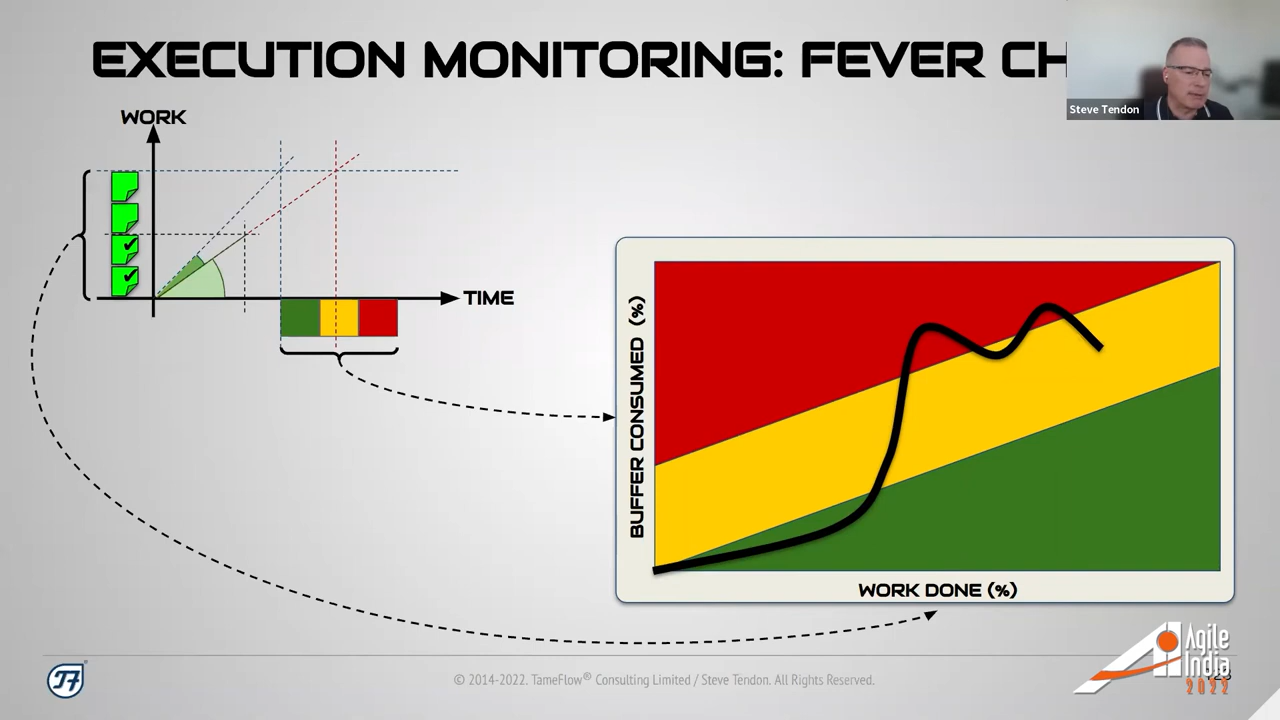 EXECUTION MONITORING: FEVER CH
Steve Tendon
WORK
TIME
BUFFER CONSUMED (%)
WORK DONE (%)
© 2014-2022. TameFlow® Consulting Limited / Steve Tendon. All Rights Reserved.
Agile
India
2022